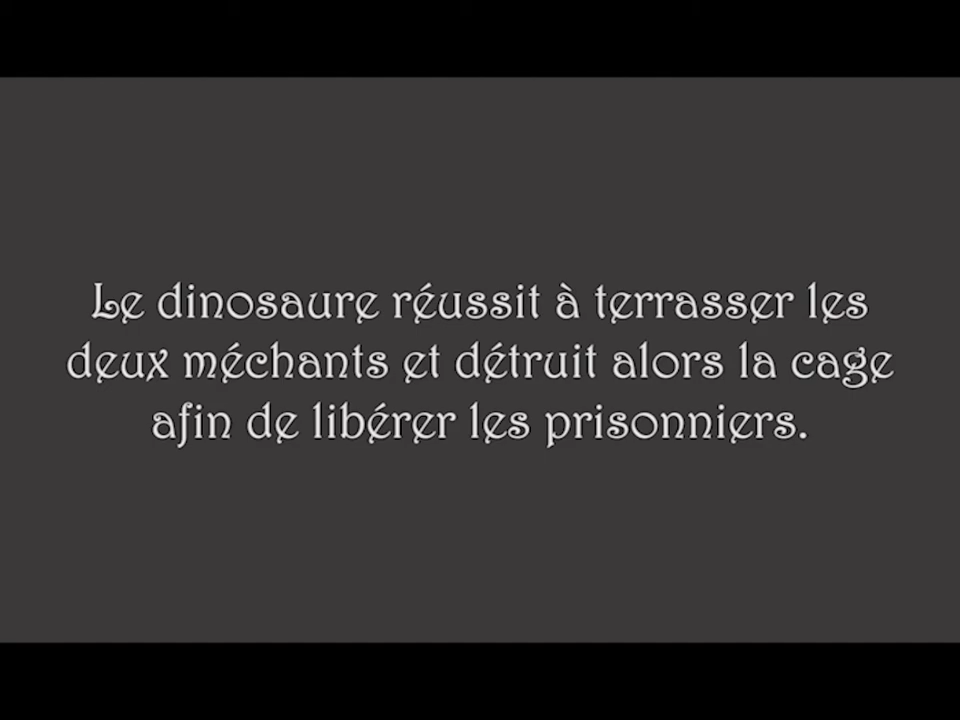 Le dinosaure réussit à terrasser les
deux méchants et détruit alors la cage
afin de libérer les prisonniers.